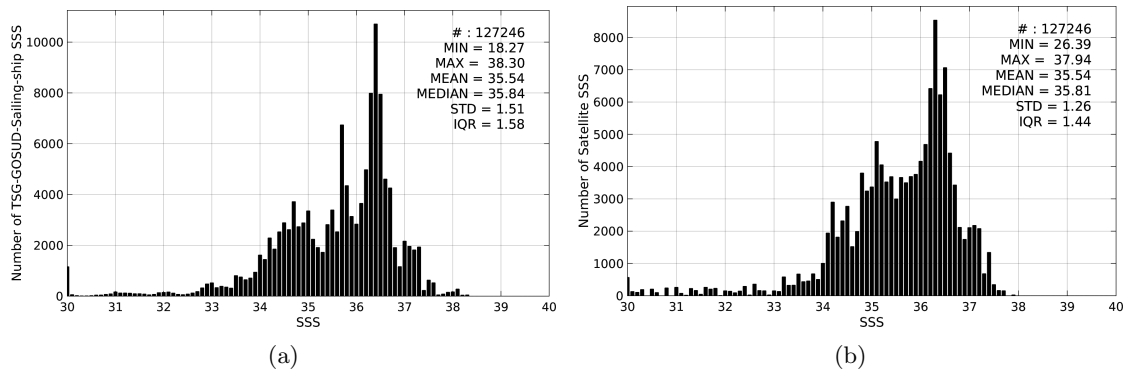 10000
8000
6000
4000
2000
0
Number of TSG-GOSUD-Sailing-ship SSS
# : 127246
MIN = 18.27
MAX = 38.30
MEAN = 35.54
MEDIAN = 35.84
STD = 1.51
IQR = 1.58
30 31 32 33 34 35 36 37 38 39 40
SSS
(a)
8000
7000
6000
5000
4000
3000
2000
1000
0
Number of Satellite SSS
# : 127246
MIN = 26.39
MAX = 37.94
MEAN = 35.54
MEDIAN = 35.81
STD = 1.26
IQR = 1.44
30 31 32 33 34 35 36 37 38 39 40
SSS
(b)